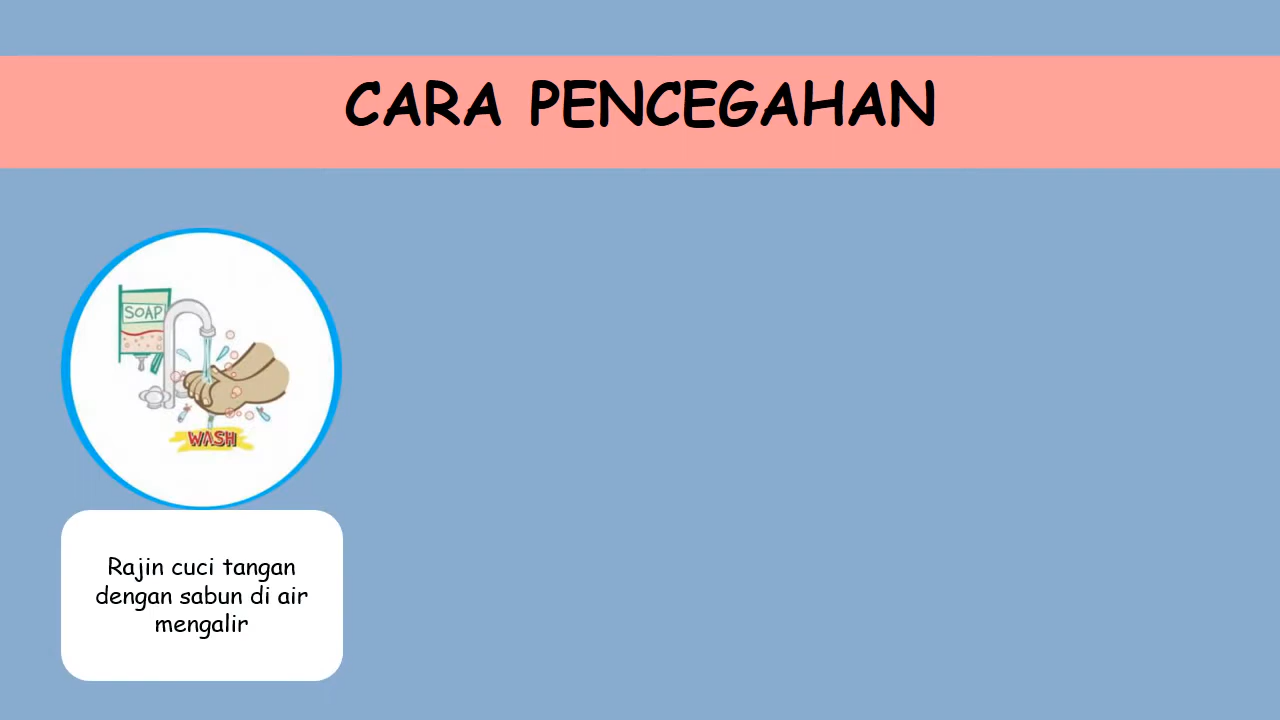 CARA PENCEGAHAN
SOAP
WASH
Rajin cuci tangan
dengan sabun di air
mengalir